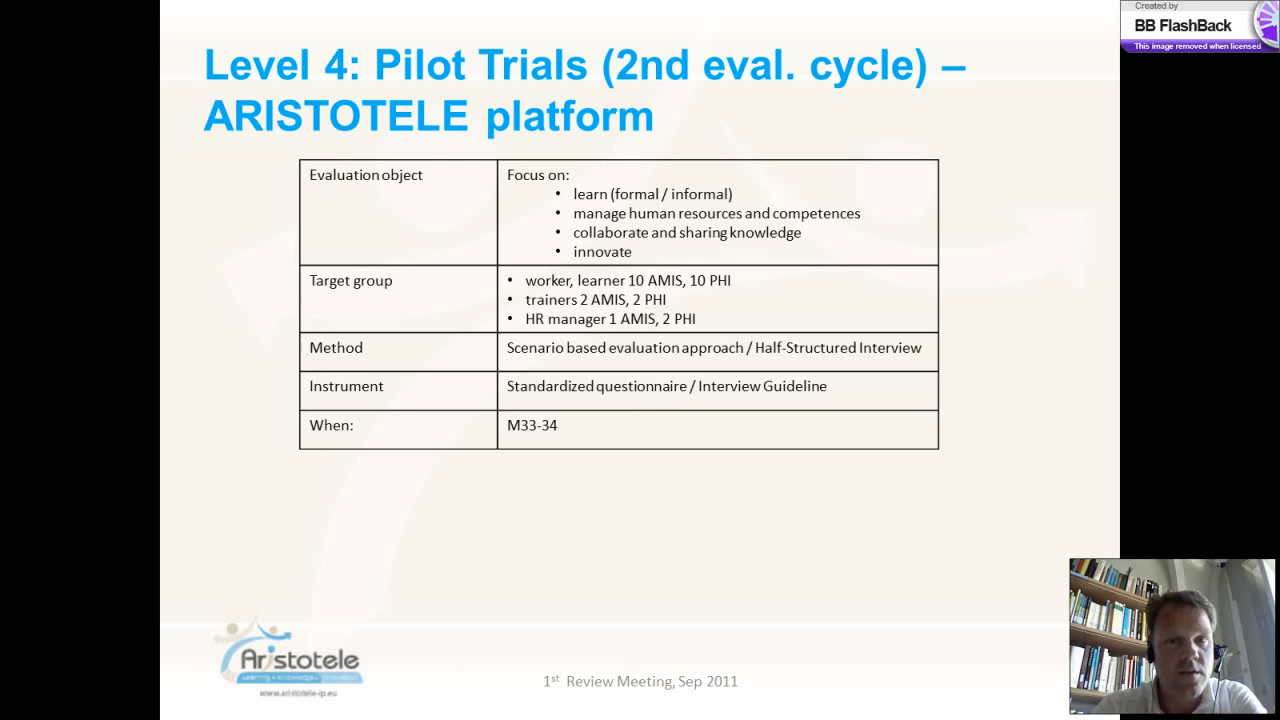 Created by
BB FlashBack
This image removed when licensed
Level 4: Pilot Trials (2nd eval. cycle) –
ARISTOTELE platform
Evaluation object
Focus on:
• learn (formal / informal)
• manage human resources and competences
• collaborate and sharing knowledge
• innovate
Target group
• worker, learner 10 AMIS, 10 PHI
• trainers 2 AMIS, 2 PHI
• HR manager 1 AMIS, 2 PHI
Method
Scenario based evaluation approach / Half-Structured Interview
Instrument
Standardized questionnaire / Interview Guideline
When:
M33-34
Aristotele
www.aristotele-ip.eu
1st Review Meeting, Sep 2011